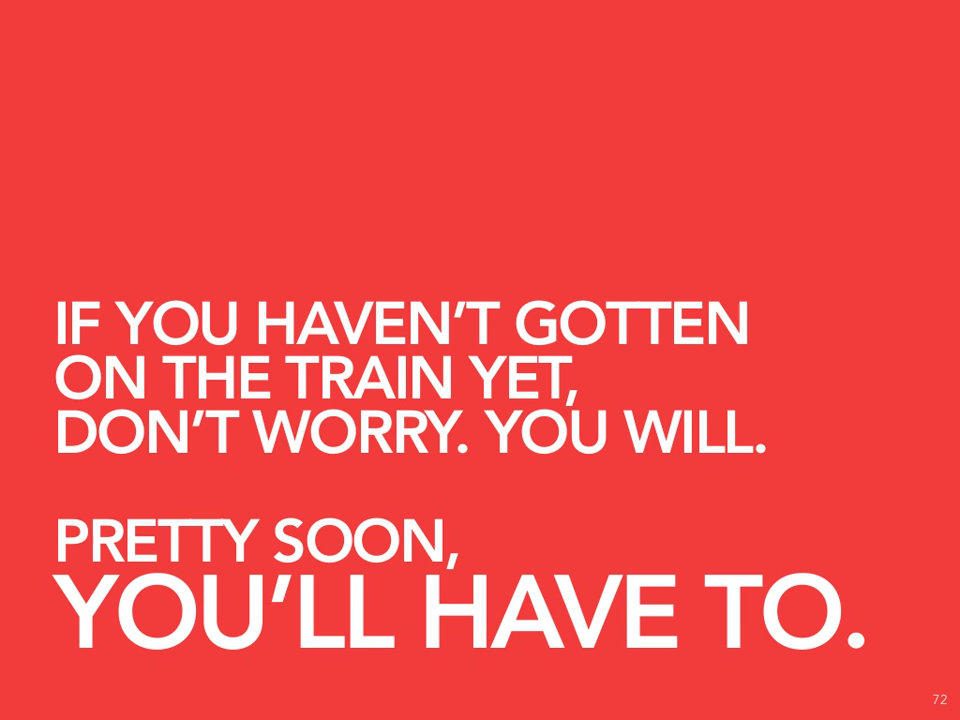 IF YOU HAVEN’T GOTTEN
ON THE TRAIN YET,
DON’T WORRY. YOU WILL.
PRETTY SOON,
YOU’LL HAVE TO.
72